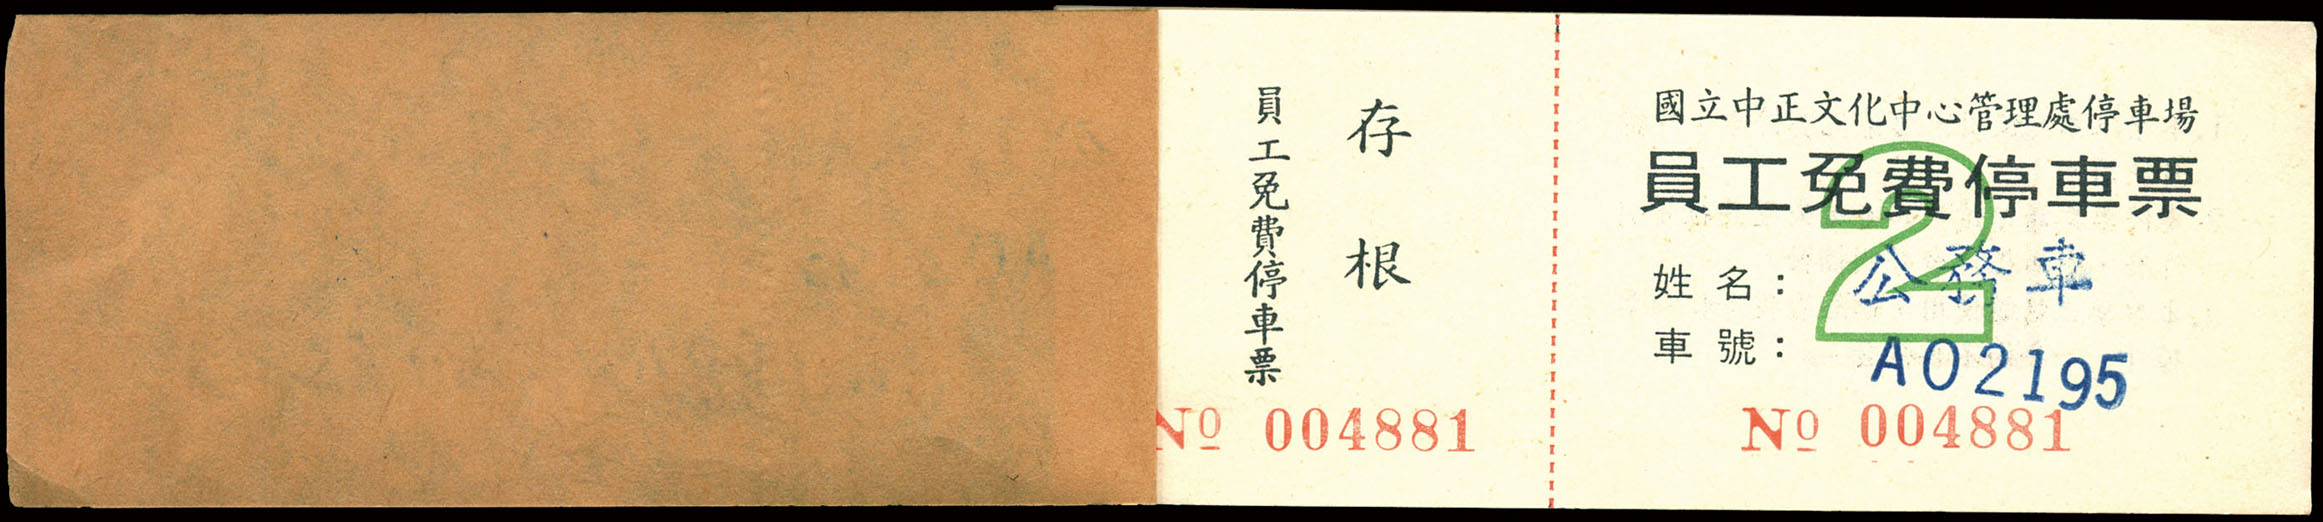 存根
員工免費停車票
No 004881
國立中正文化中心管理處停車場
員工免費停車票
2
姓名：公務車
車號：A02195
No 004881